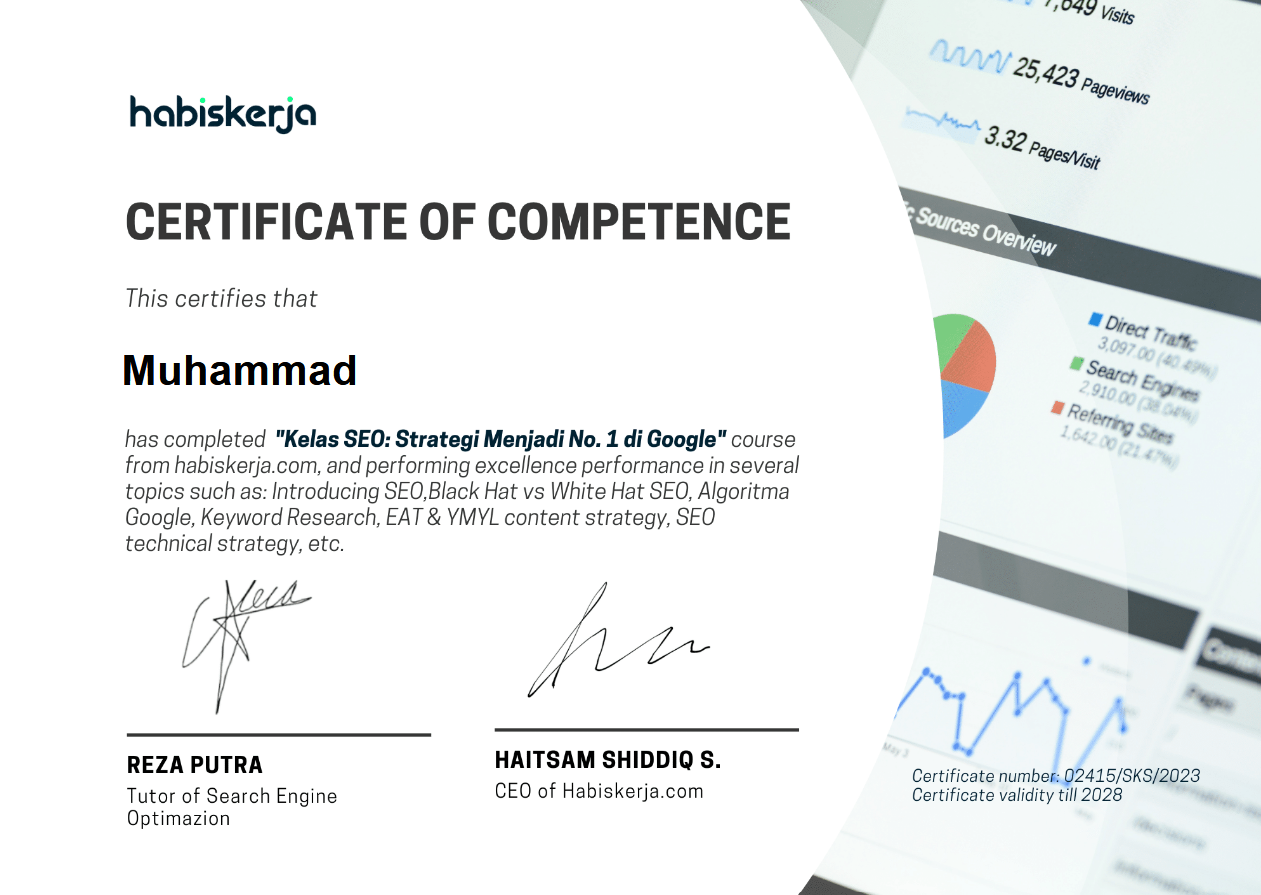 habiskerja
CERTIFICATE OF COMPETENCE
This certifies that
Muhammad
has completed "Kelas SEO: Strategi Menjadi No. 1 di Google" course
from habiskerja.com, and performing excellence performance in several
topics such as: Introducing SEO,Black Hat vs White Hat SEO, Algoritma
Google, Keyword Research, EAT & YMYL content strategy, SEO
technical strategy, etc.
REZA PUTRA
Tutor of Search Engine
Optimazion
HAITSAM SHIDDIQ S.
CEO of Habiskerja.com
7,649 Visits
25,423 Pageviews
3.32 Pages/Visit
Sources Overview
Direct Traffic
3,097.00 (40.49%)
Search Engines
2,910.00 (38.04%)
Referring Sites
1,642.00 (21.47%)
May 3
Pages
Certificate number: 02415/SKS/2023
Certificate validity till 2028